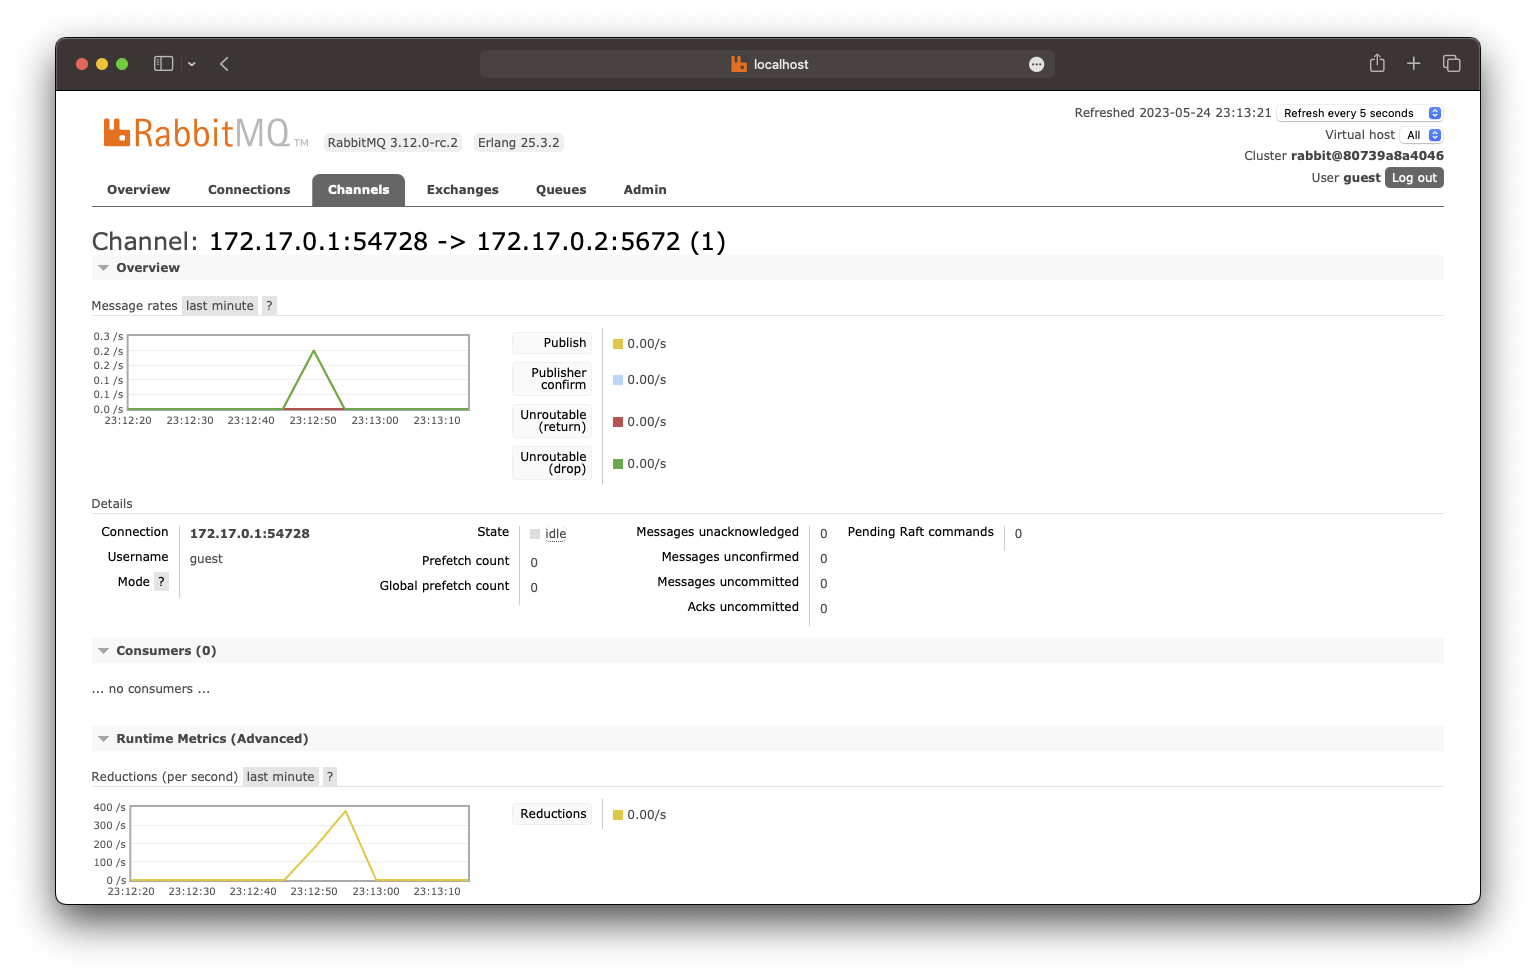 localhost
Refreshed 2023-05-24 23:13:21 Refresh every 5 seconds
RabbitMQ TM RabbitMQ 3.12.0-rc.2 Erlang 25.3.2
Virtual host All
Cluster rabbit@80739a8a4046
User guest Log out
Overview Connections Channels Exchanges Queues Admin
Channel: 172.17.0.1:54728 -> 172.17.0.2:5672 (1)
Overview
Message rates last minute ?
0.3 /s
0.2 /s
0.2 /s
0.1 /s
0.1 /s
0.0 /s
23:12:20 23:12:30 23:12:40 23:12:50 23:13:00 23:13:10
Publish 0.00/s
Publisher
confirm 0.00/s
Unroutable
(return) 0.00/s
Unroutable
(drop) 0.00/s
Details
Connection 172.17.0.1:54728
Username guest
Mode ?
State idle
Prefetch count 0
Global prefetch count 0
Messages unacknowledged 0
Messages unconfirmed 0
Messages uncommitted 0
Acks uncommitted 0
Pending Raft commands 0
Consumers (0)
... no consumers ...
Runtime Metrics (Advanced)
Reductions (per second) last minute ?
400 /s
300 /s
200 /s
100 /s
0 /s
23:12:20 23:12:30 23:12:40 23:12:50 23:13:00 23:13:10
Reductions 0.00/s